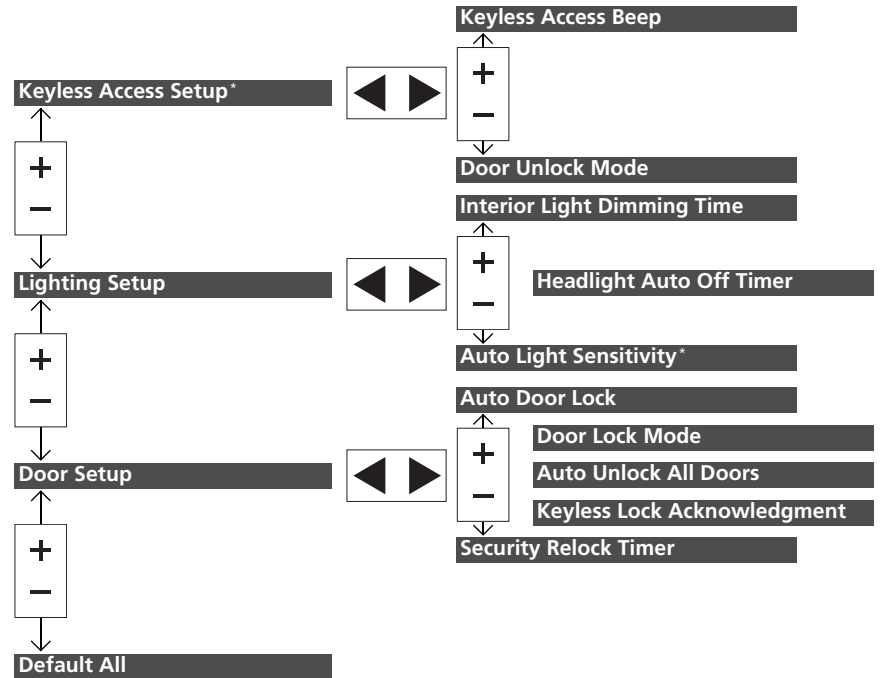 Keyless Access Beep
+
−
Keyless Access Setup*
Door Unlock Mode
+
−
Interior Light Dimming Time
+
−
Headlight Auto Off Timer
Lighting Setup
Auto Light Sensitivity*
+
−
Auto Door Lock
+
−
Door Lock Mode
Auto Unlock All Doors
Keyless Lock Acknowledgment
Door Setup
Security Relock Timer
+
−
Default All